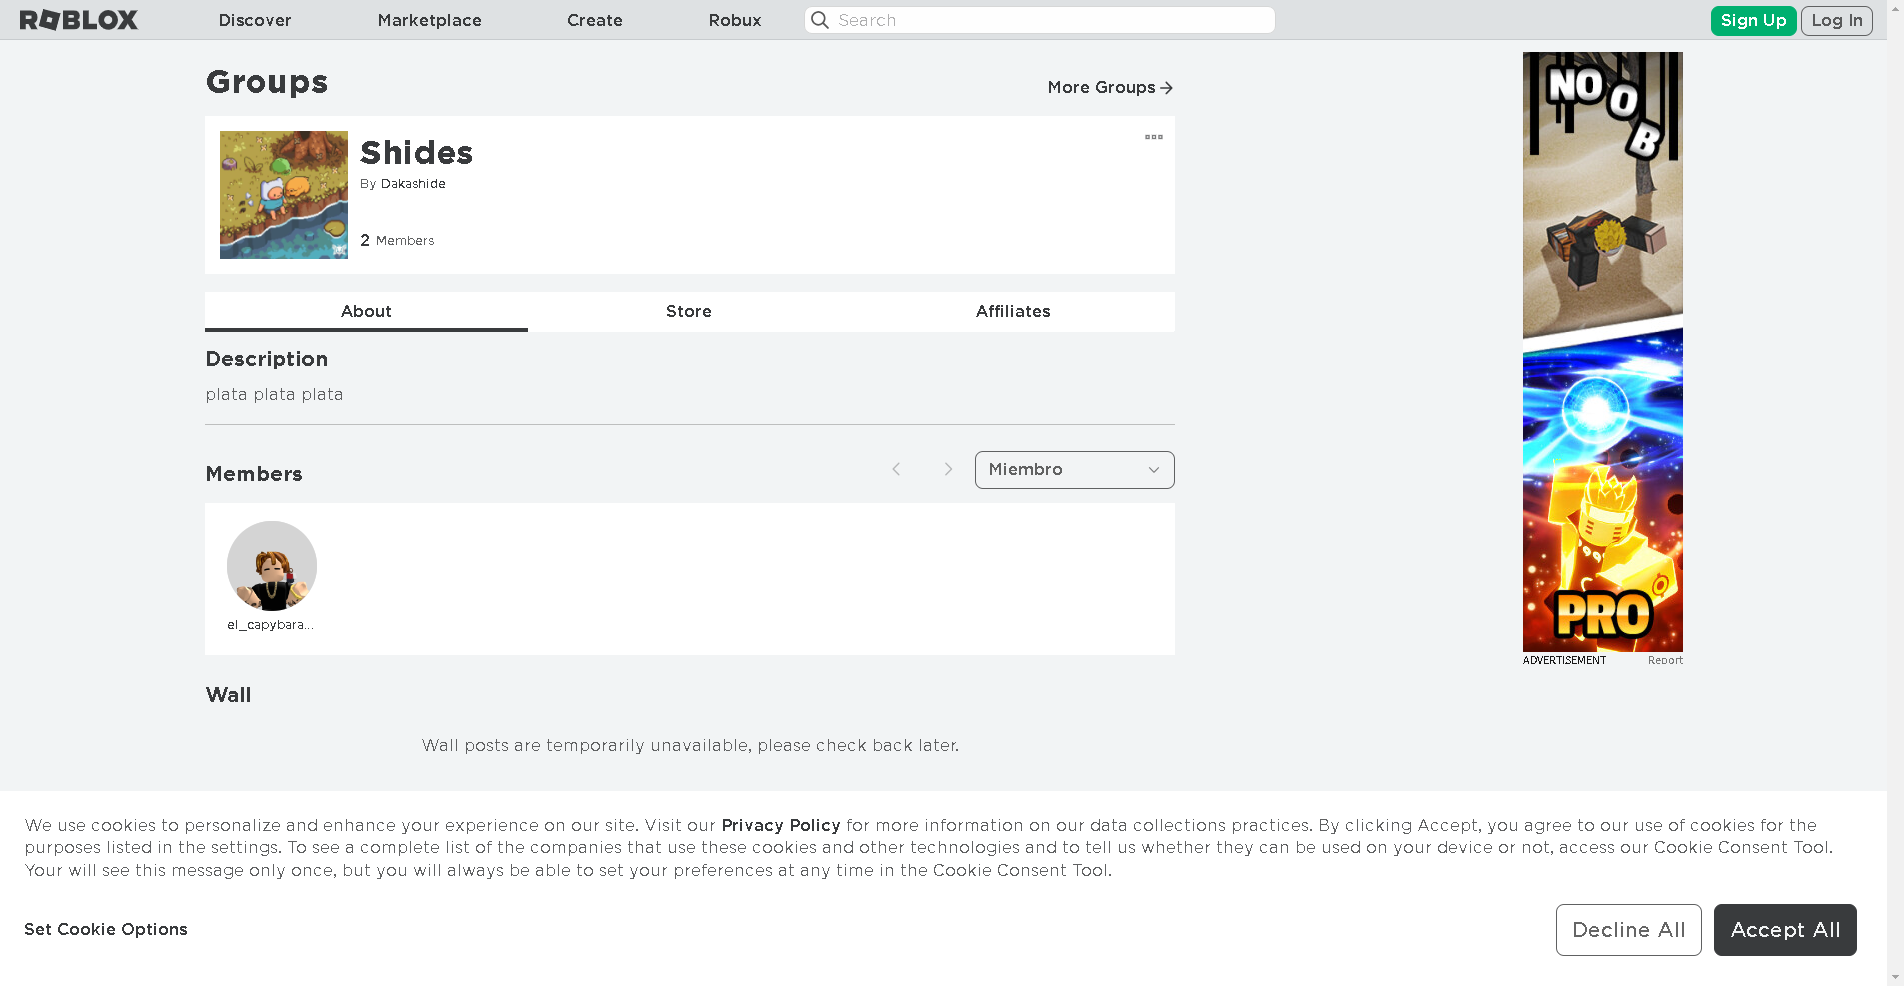 ROBLOX Discover Marketplace Create Robux Search Sign Up Log In
Groups
More Groups
Shides
By Dakashide
2 Members
About Store Affiliates
Description
plata plata plata
Members
Miembro
el_capybara...
Wall
Wall posts are temporarily unavailable, please check back later.
NOOB
PRO
ADVERTISEMENT Report
We use cookies to personalize and enhance your experience on our site. Visit our Privacy Policy for more information on our data collections practices. By clicking Accept, you agree to our use of cookies for the
purposes listed in the settings. To see a complete list of the companies that use these cookies and other technologies and to tell us whether they can be used on your device or not, access our Cookie Consent Tool.
Your will see this message only once, but you will always be able to set your preferences at any time in the Cookie Consent Tool.
Set Cookie Options
Decline All Accept All